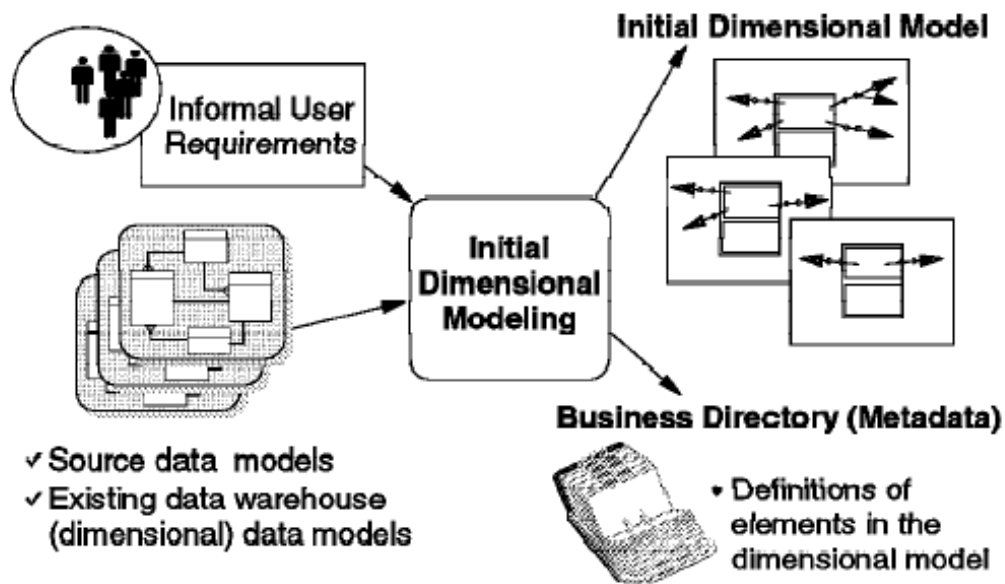 Initial Dimensional Model
Informal User
Requirements
Initial
Dimensional
Modeling
Business Directory (Metadata)
✓ Source data models
✓ Existing data warehouse
(dimensional) data models
• Definitions of
elements in the
dimensional model